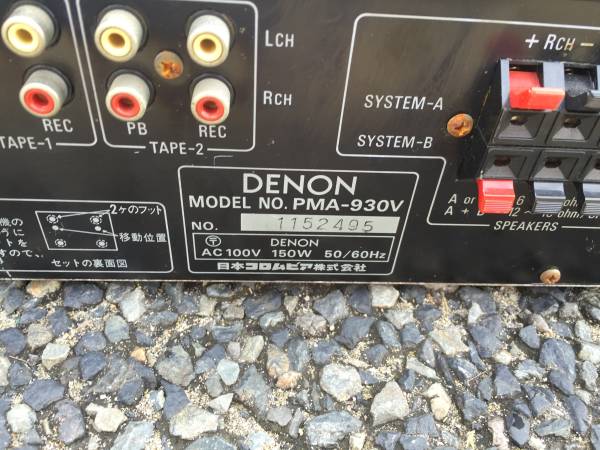 LCH
RCH
REC
PB
REC
TAPE-1
TAPE-2
+ RCH −
SYSTEM-A
SYSTEM-B
DENON
MODEL NO. PMA-930V
NO. 1152495
DENON
AC 100V 150W 50/60Hz
日本コロムビア株式会社
2ケのフット
移動位置
セットの裏面図
A or
A +
SPEAKERS